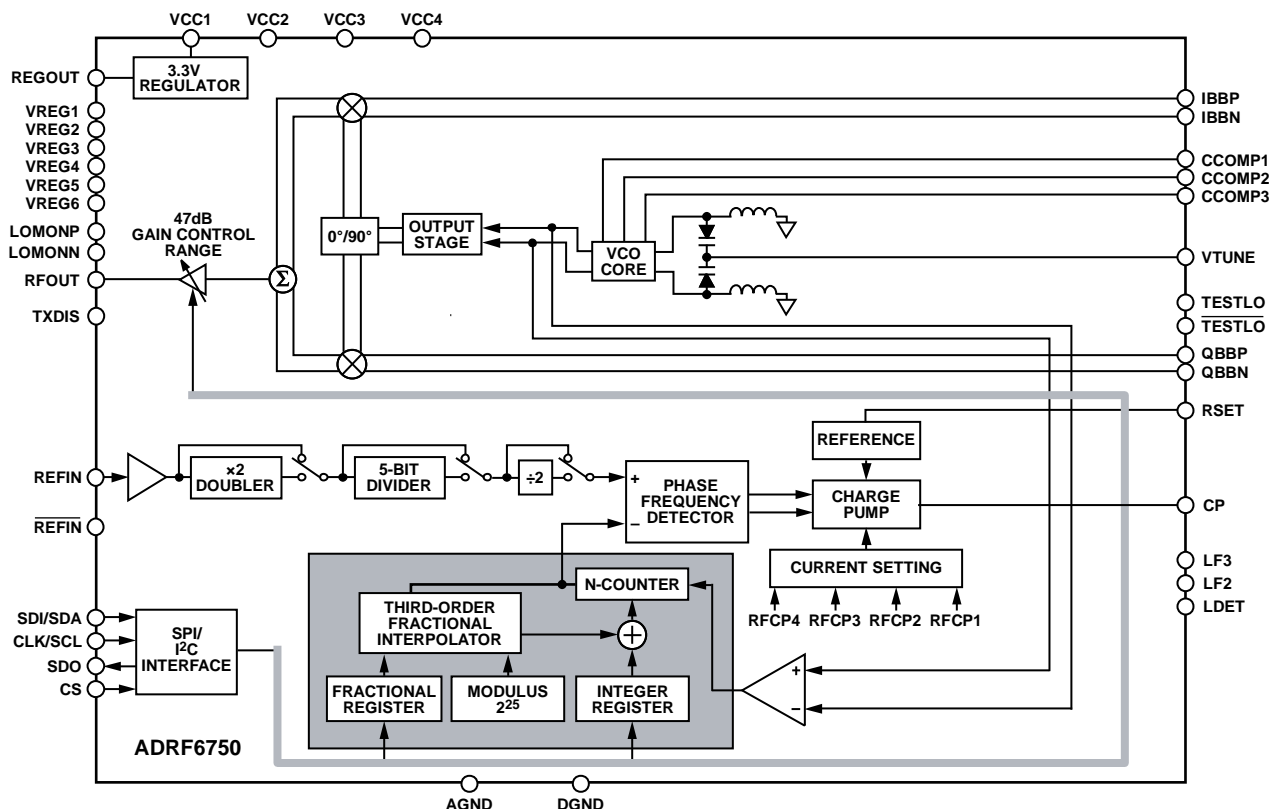 VCC1
VCC2
VCC3
VCC4
REGOUT
3.3V
REGULATOR
VREG1
VREG2
VREG3
VREG4
VREG5
VREG6
LOMONP
LOMONN
RFOUT
TXDIS
47dB
GAIN CONTROL
RANGE
Σ
0°/90°
OUTPUT
STAGE
VCO
CORE
IBBP
IBBN
CCOMP1
CCOMP2
CCOMP3
VTUNE
TESTLO
TESTLO
QBBP
QBBN
RSET
REFIN
REFIN
×2
DOUBLER
5-BIT
DIVIDER
÷2
+
−
PHASE
FREQUENCY
DETECTOR
REFERENCE
CHARGE
PUMP
CURRENT SETTING
RFCP4
RFCP3
RFCP2
RFCP1
CP
LF3
LF2
LDET
SDI/SDA
CLK/SCL
SDO
CS
SPI/
I2C
INTERFACE
N-COUNTER
THIRD-ORDER
FRACTIONAL
INTERPOLATOR
+
FRACTIONAL
REGISTER
MODULUS
2^25
INTEGER
REGISTER
+
−
ADRF6750
AGND
DGND